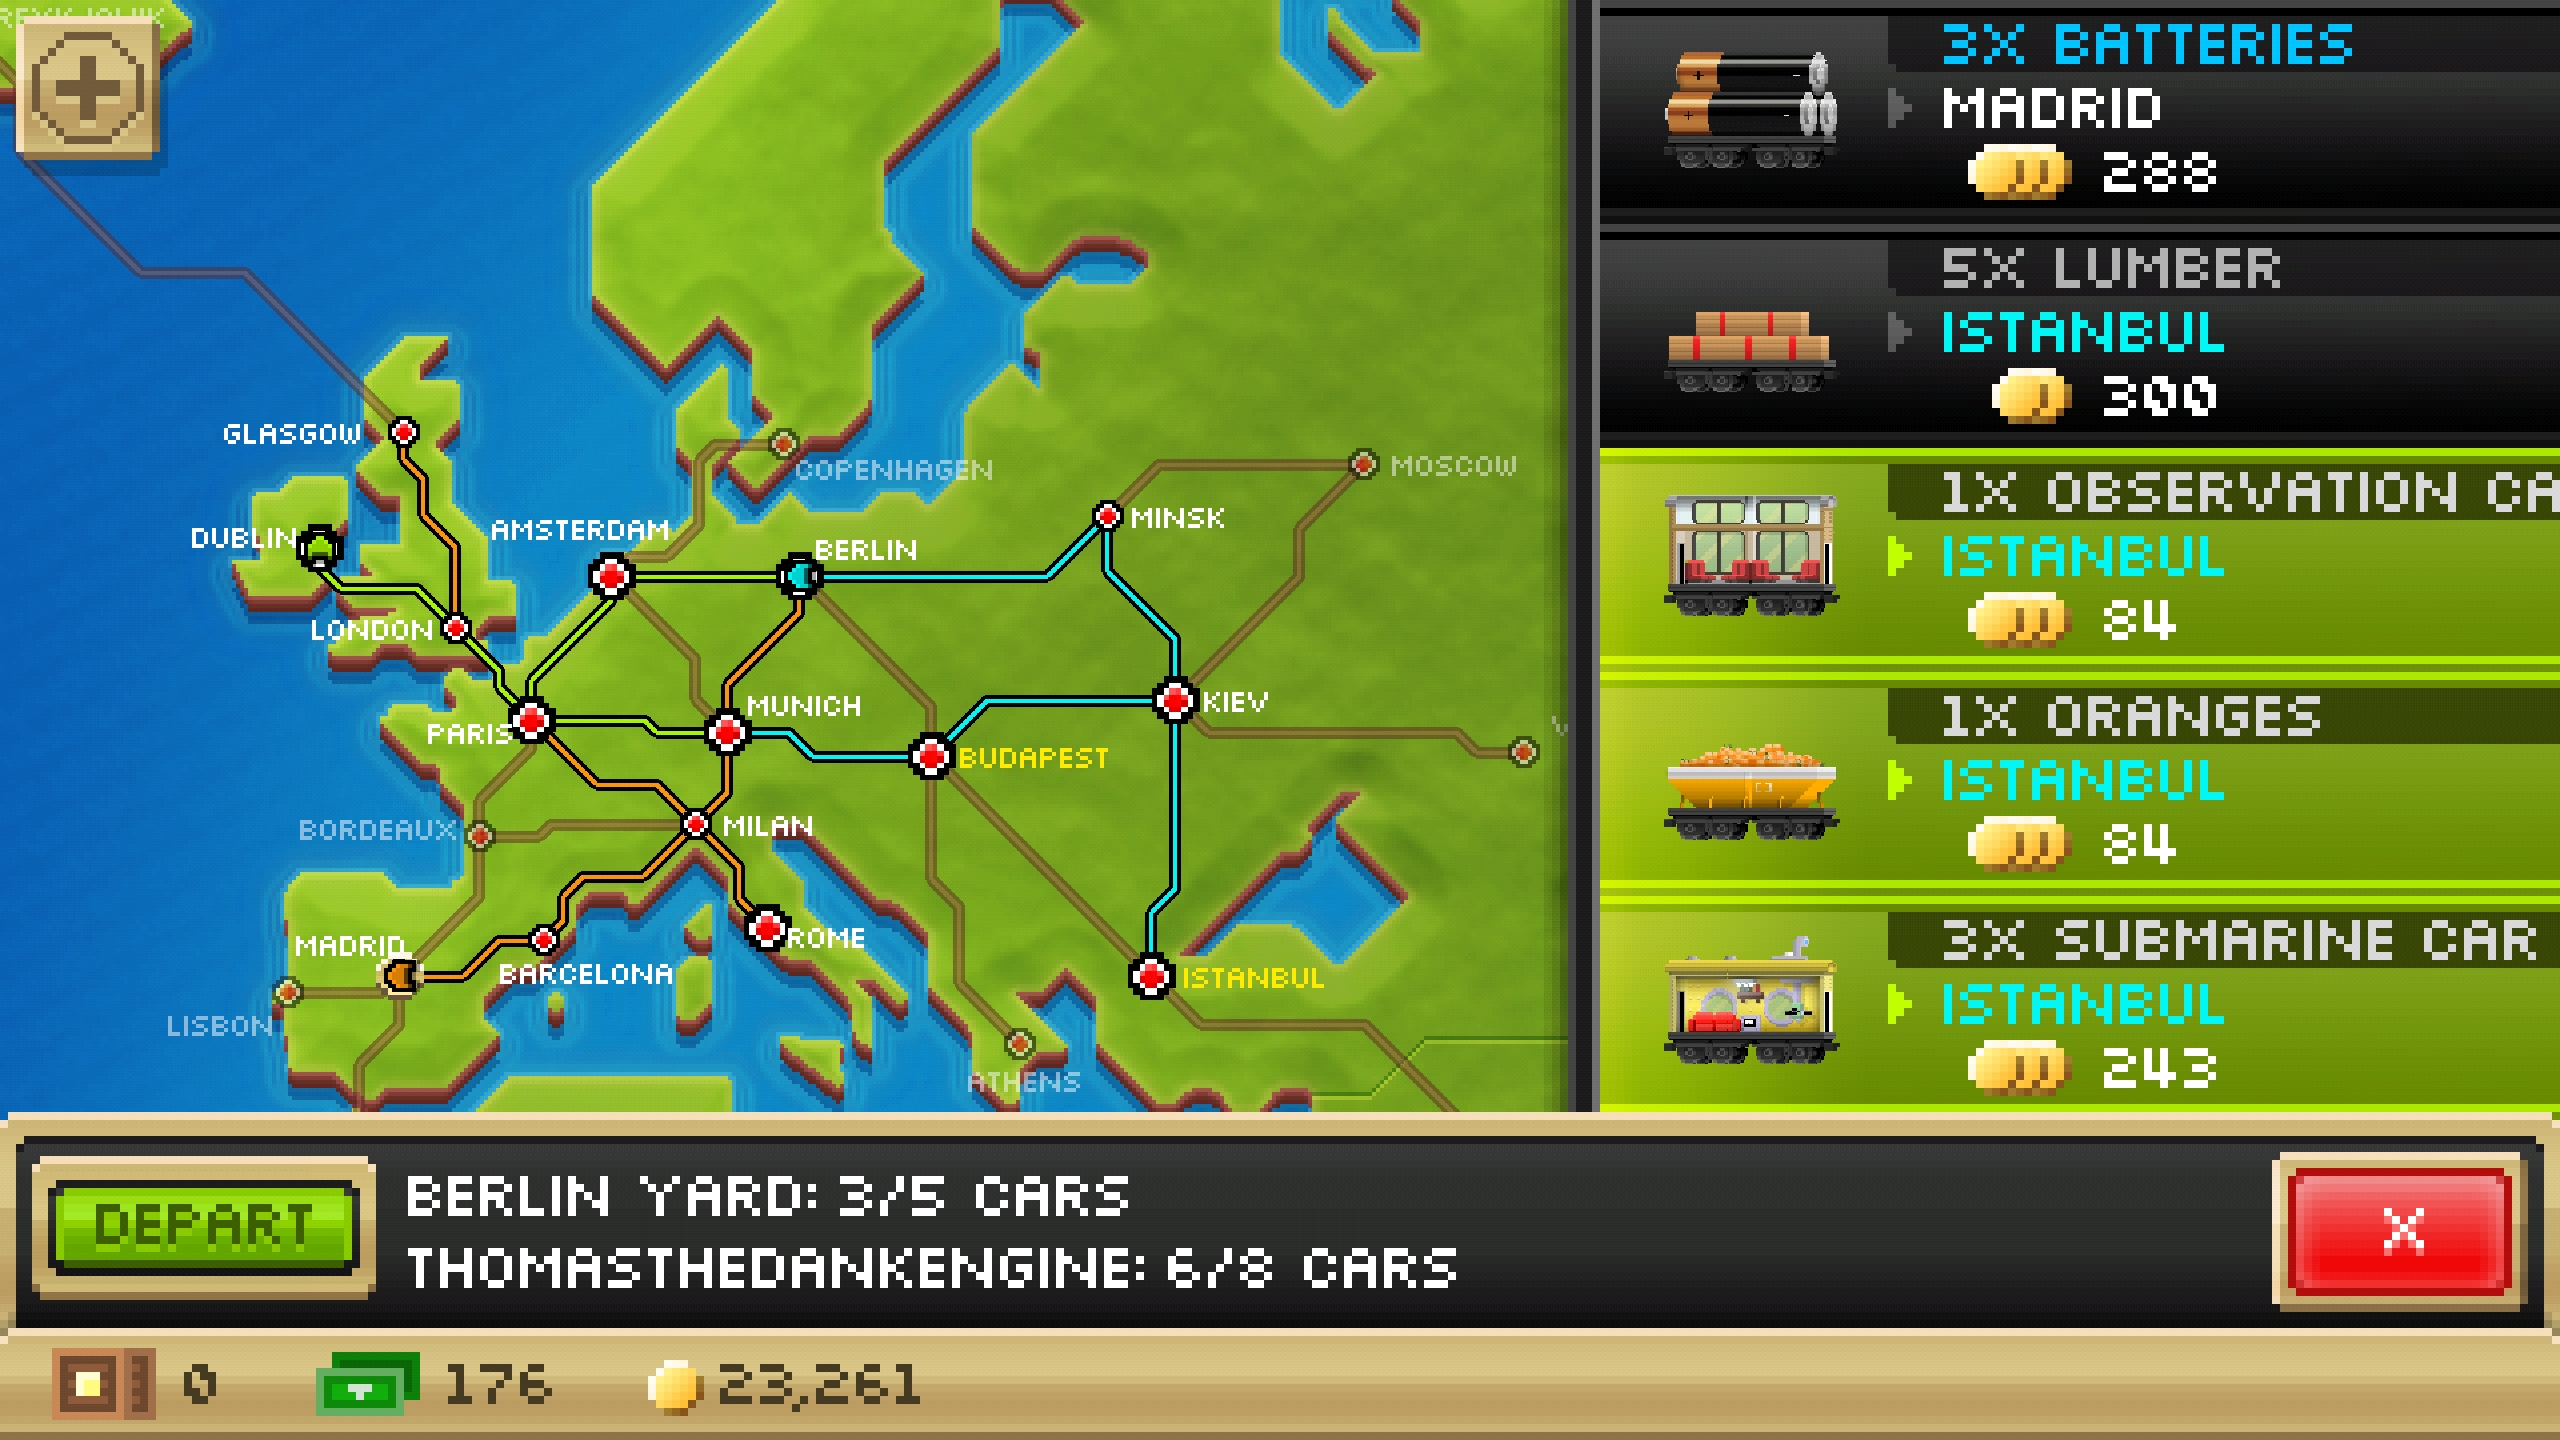 REYKJAVIK
GLASGOW
COPENHAGEN
MOSCOW
DUBLIN
AMSTERDAM
BERLIN
MINSK
LONDON
PARIS
MUNICH
KIEV
BUDAPEST
BORDEAUX
MILAN
MADRID
ROME
BARCELONA
ISTANBUL
LISBON
ATHENS
3X BATTERIES
MADRID
288
5X LUMBER
ISTANBUL
300
1X OBSERVATION CA
ISTANBUL
84
1X ORANGES
ISTANBUL
84
3X SUBMARINE CAR
ISTANBUL
243
DEPART
BERLIN YARD: 3/5 CARS
THOMASTHEDANKENGINE: 6/8 CARS
X
0
176
23,261